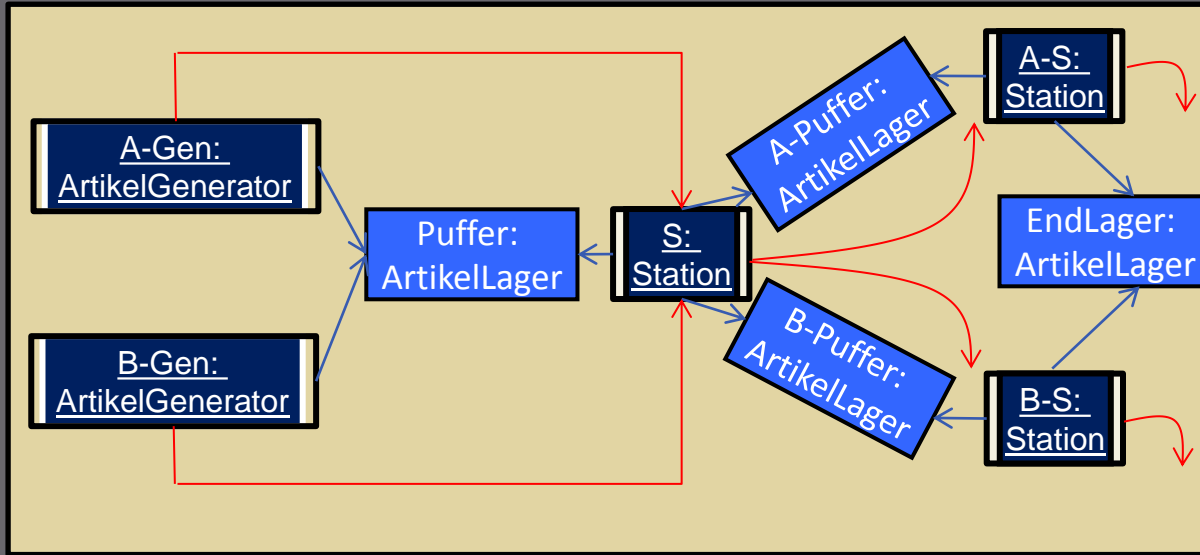 A-Gen:
ArtikelGenerator
B-Gen:
ArtikelGenerator
Puffer:
ArtikelLager
S:
Station
A-Puffer:
ArtikelLager
B-Puffer:
ArtikelLager
A-S:
Station
EndLager:
ArtikelLager
B-S:
Station